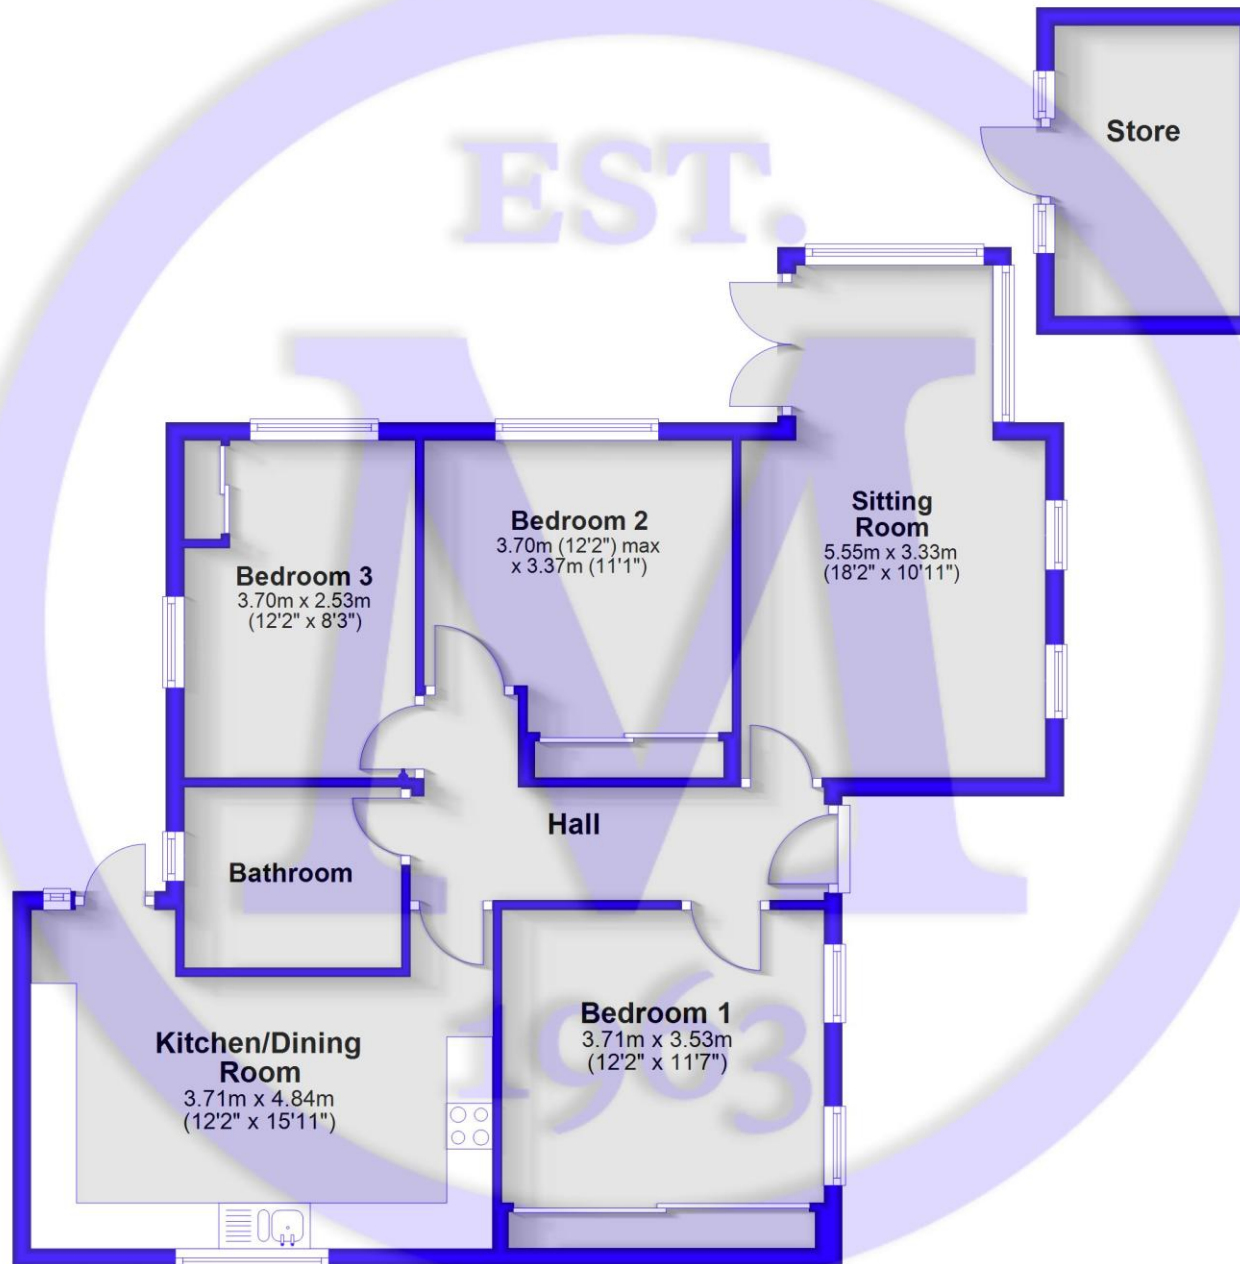 EST.
Store
Sitting
Room
5.55m x 3.33m
(18'2" x 10'11")
Bedroom 2
3.70m (12'2") max
x 3.37m (11'1")
Bedroom 3
3.70m x 2.53m
(12'2" x 8'3")
Hall
Bathroom
Bedroom 1
3.71m x 3.53m
(12'2" x 11'7")
Kitchen/Dining
Room
3.71m x 4.84m
(12'2" x 15'11")
M
1963